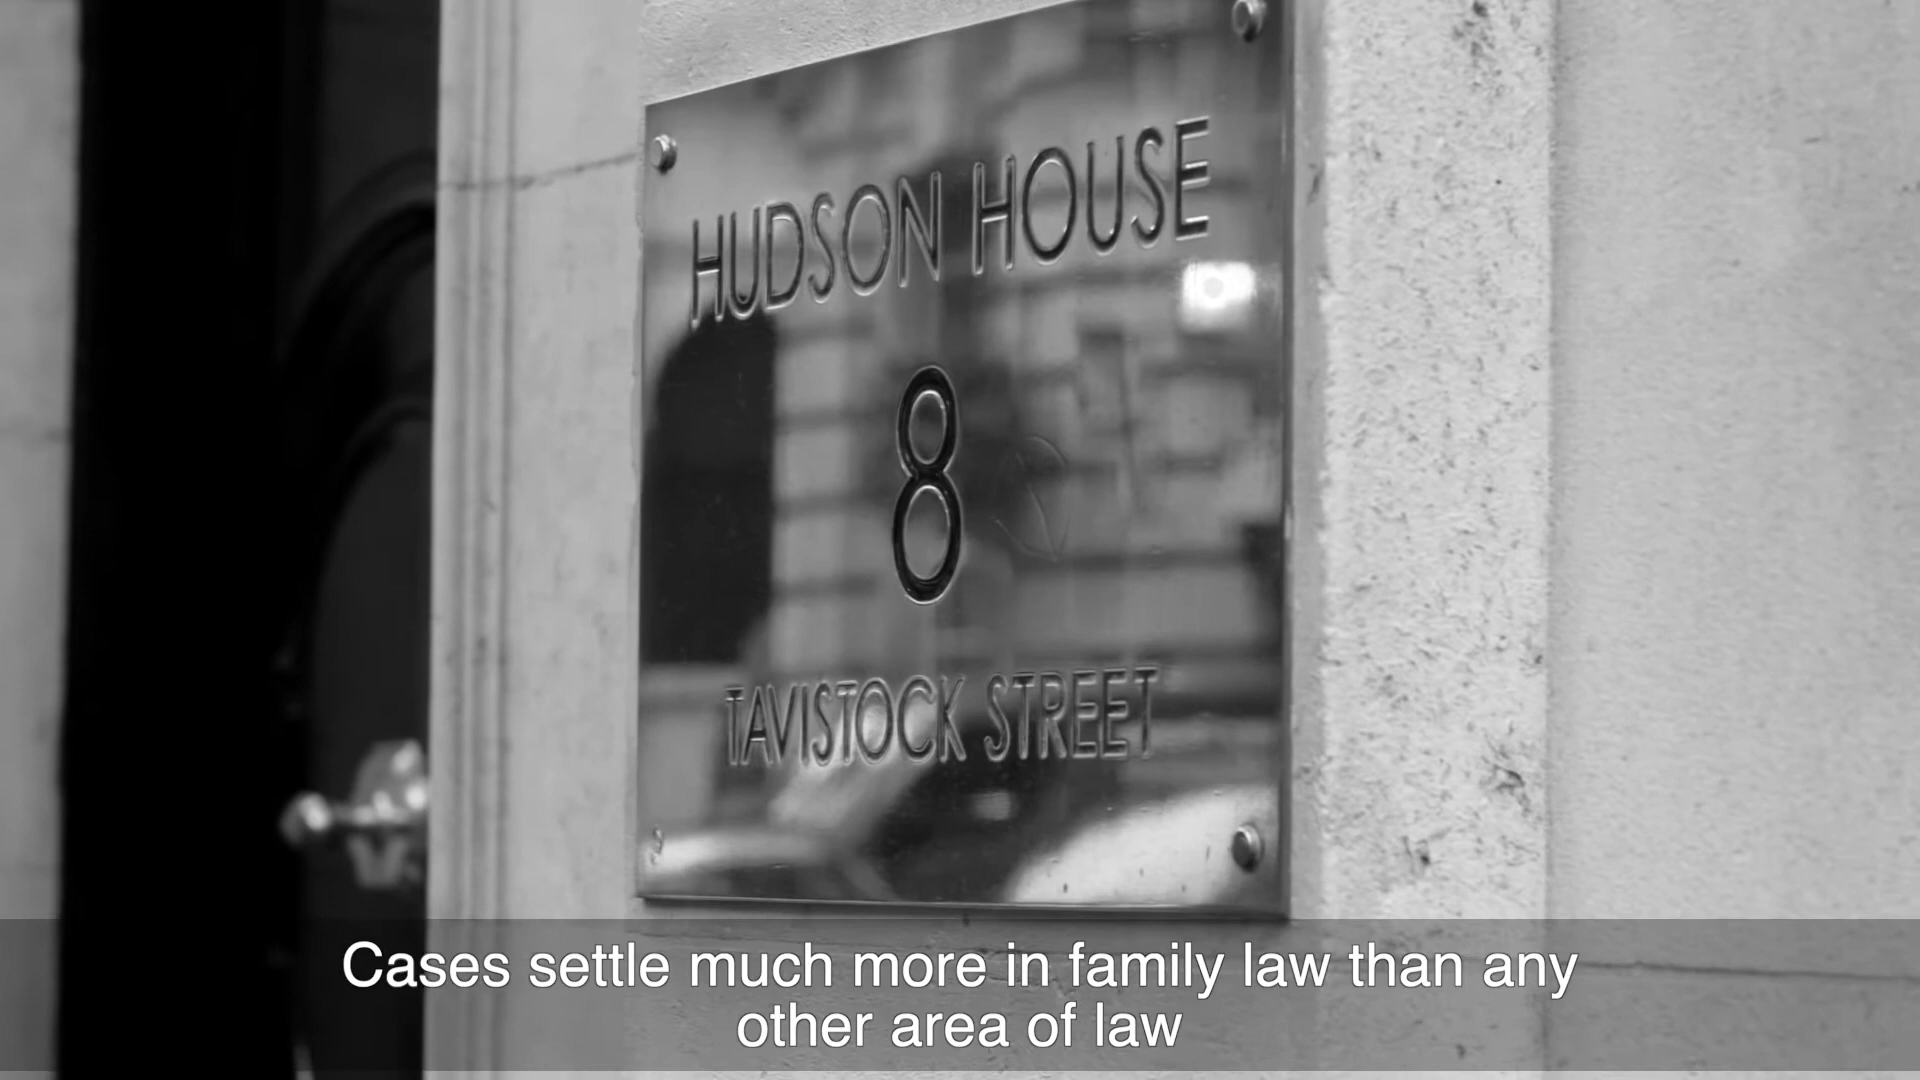 HUDSON HOUSE
8
TAVISTOCK STREET
Cases settle much more in family law than any
other area of law